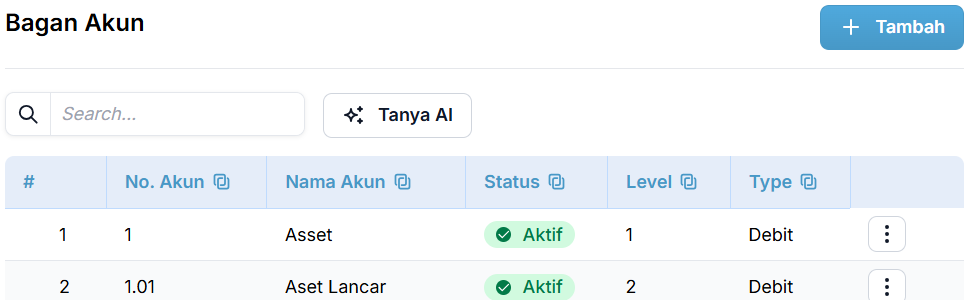 Bagan Akun
Tambah
Search...
Tanya AI
# No. Akun Nama Akun Status Level Type
1 1 Asset Aktif 1 Debit
2 1.01 Aset Lancar Aktif 2 Debit